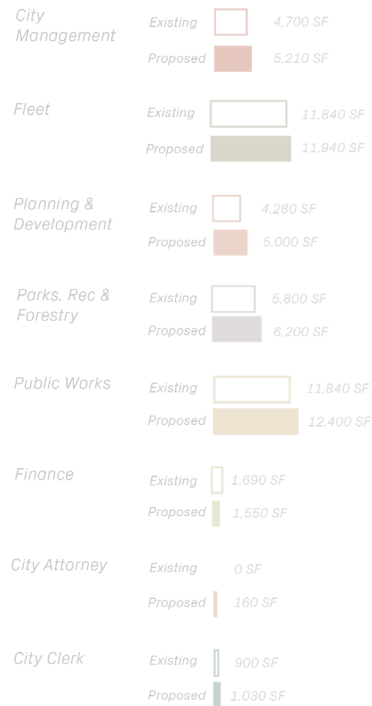 City
Management
Existing 4,700 SF
Proposed 5,210 SF
Fleet
Existing 11,840 SF
Proposed 11,940 SF
Planning &
Development
Existing 4,280 SF
Proposed 5,000 SF
Parks, Rec &
Forestry
Existing 5,800 SF
Proposed 6,200 SF
Public Works
Existing 11,840 SF
Proposed 12,400 SF
Finance
Existing 1,690 SF
Proposed 1,550 SF
City Attorney
Existing 0 SF
Proposed 160 SF
City Clerk
Existing 900 SF
Proposed 1,030 SF